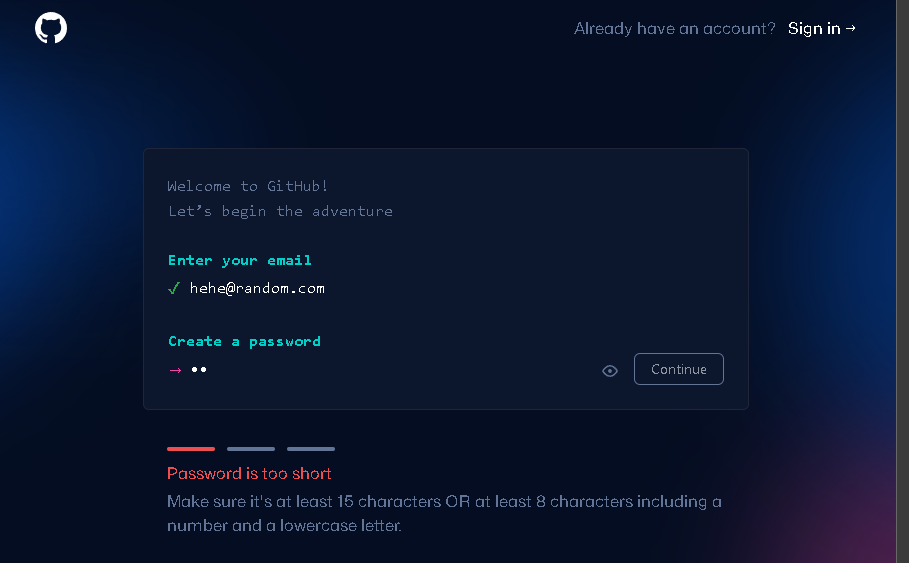 Already have an account? Sign in →
Welcome to GitHub!
Let’s begin the adventure
Enter your email
✓ hehe@random.com
Create a password
→ ••
Continue
Password is too short
Make sure it's at least 15 characters OR at least 8 characters including a
number and a lowercase letter.